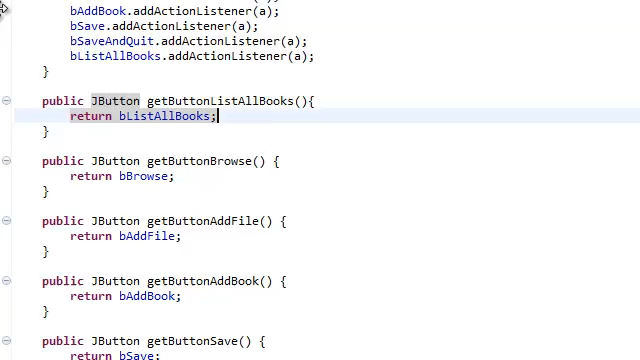 bAddBook.addActionListener(a);
bSave.addActionListener(a);
bSaveAndQuit.addActionListener(a);
bListAllBooks.addActionListener(a);
}
public JButton getButtonListAllBooks(){
return bListAllBooks;
}
public JButton getButtonBrowse() {
return bBrowse;
}
public JButton getButtonAddFile() {
return bAddFile;
}
public JButton getButtonAddBook() {
return bAddBook;
}
public JButton getButtonSave() {
return bSave;